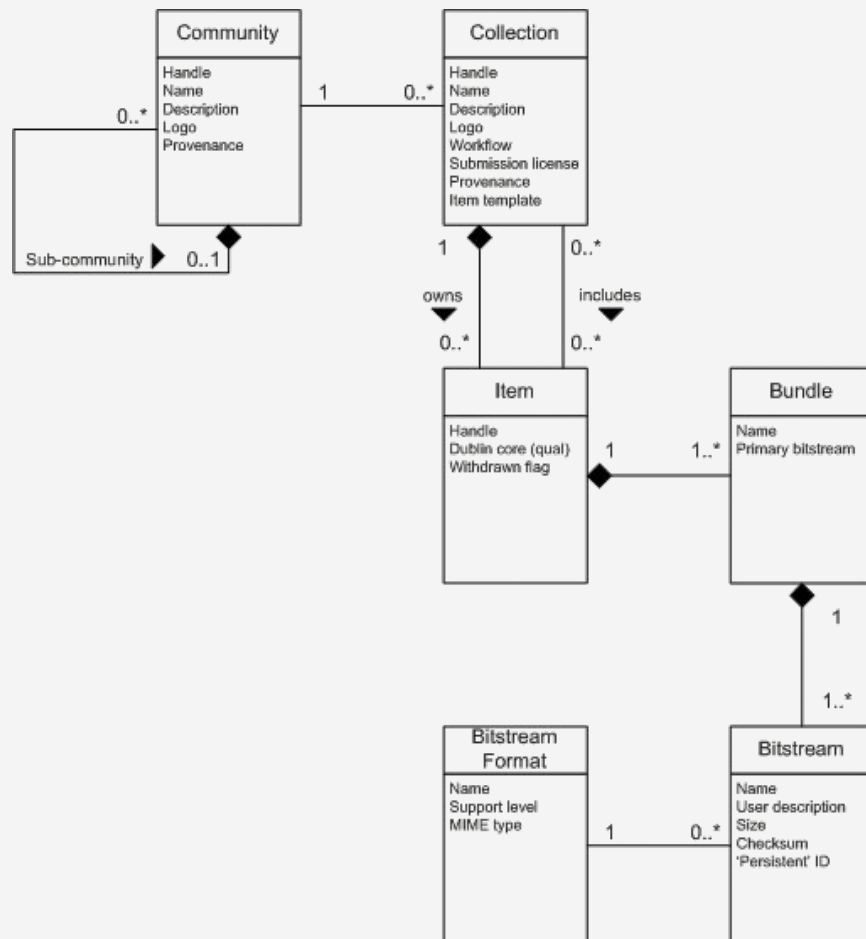 Community
Handle
Name
Description
Logo
Provenance
1
0..*
Collection
Handle
Name
Description
Logo
Workflow
Submission license
Provenance
Item template
0..*
Sub-community
0..1
1
0..*
owns
includes
0..*
0..*
Item
Handle
Dublin core (qual)
Withdrawn flag
1
1..*
Bundle
Name
Primary bitstream
1
1..*
Bitstream
Format
Name
Support level
MIME type
1
0..*
Bitstream
Name
User description
Size
Checksum
'Persistent' ID